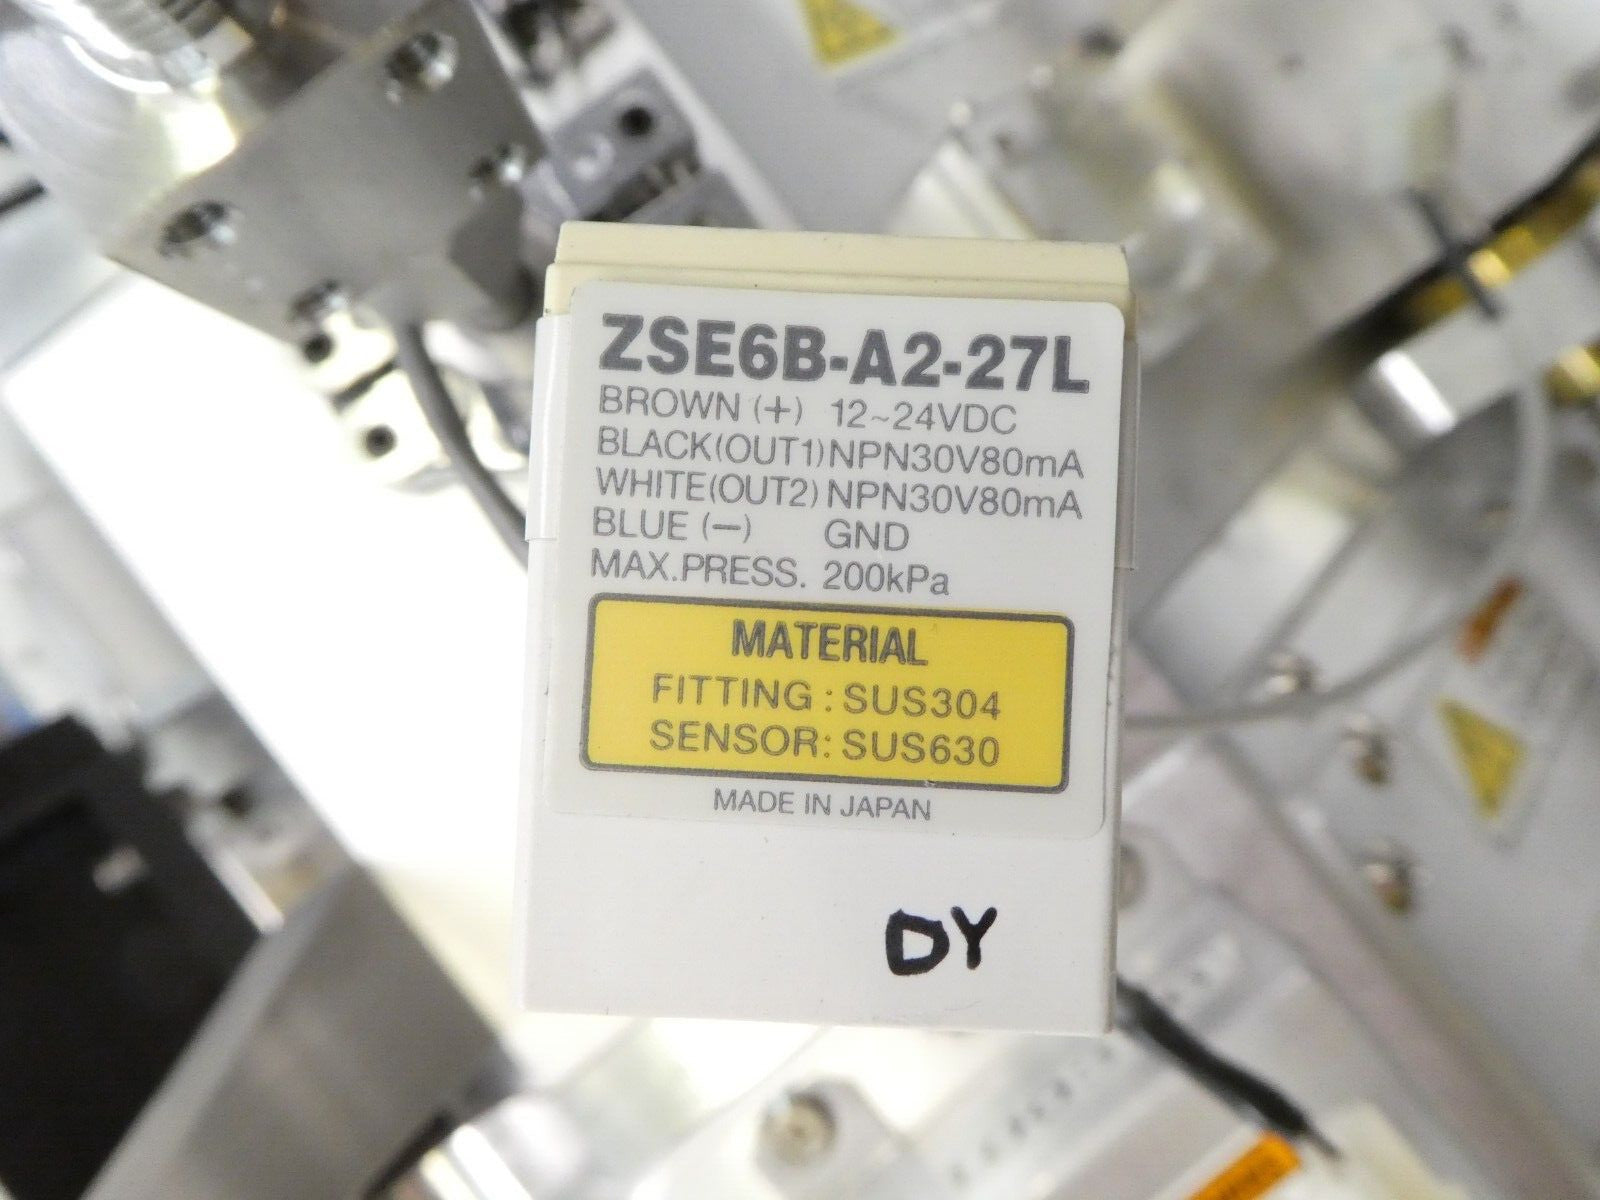 ZSE6B-A2-27L
BROWN (+) 12~24VDC
BLACK(OUT1) NPN30V80mA
WHITE(OUT2) NPN30V80mA
BLUE (—) GND
MAX.PRESS. 200kPa
MATERIAL
FITTING : SUS304
SENSOR: SUS630
MADE IN JAPAN
DY